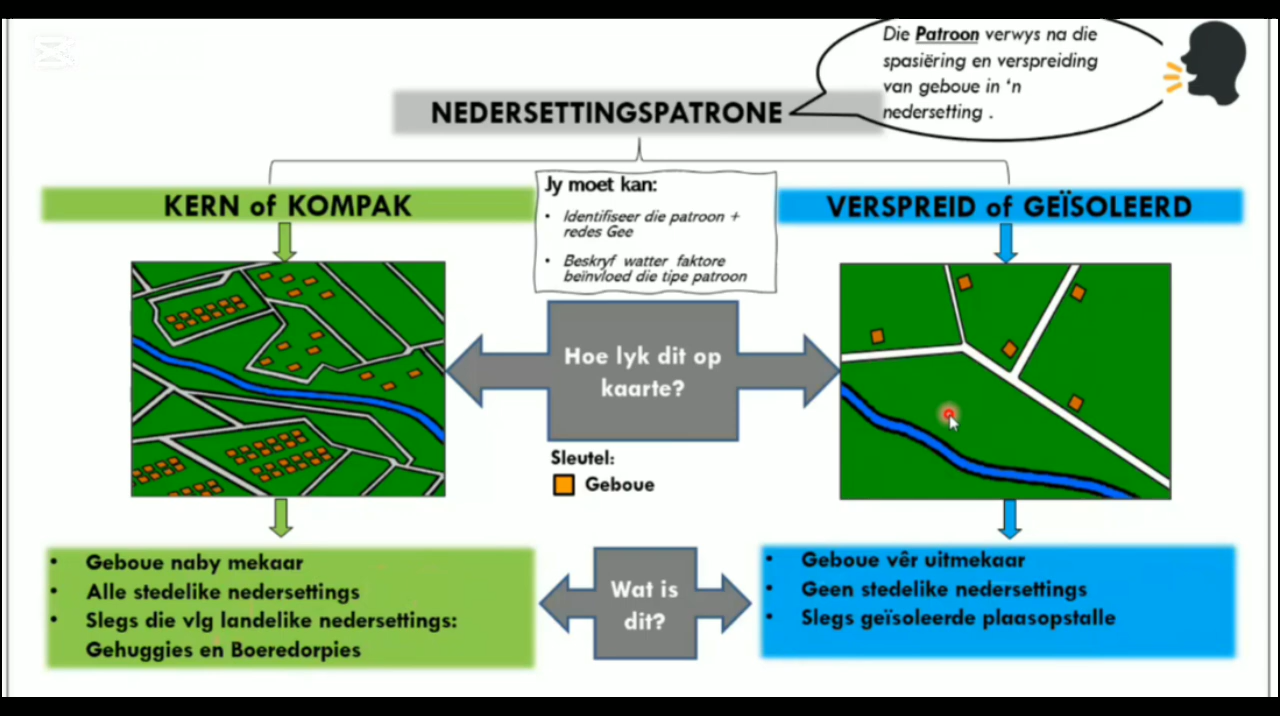 Die Patroon verwys na die
spasiëring en verspreiding
van geboue in ‘n
nedersetting .
NEDERSETTINGSPATRONE
KERN of KOMPAK
Jy moet kan:
• Identifiseer die patroon +
redes Gee
• Beskryf watter faktore
beïnvloed die tipe patroon
VERSPREID of GEÏSOLEERD
Hoe lyk dit op
kaarte?
Sleutel:
Geboue
• Geboue naby mekaar
• Alle stedelike nedersettings
• Slegs die vlg landelike nedersettings:
Gehuggies en Boeredorpies
Wat is
dit?
• Geboue vêr uitmekaar
• Geen stedelike nedersettings
• Slegs geïsoleerde plaasopstalle